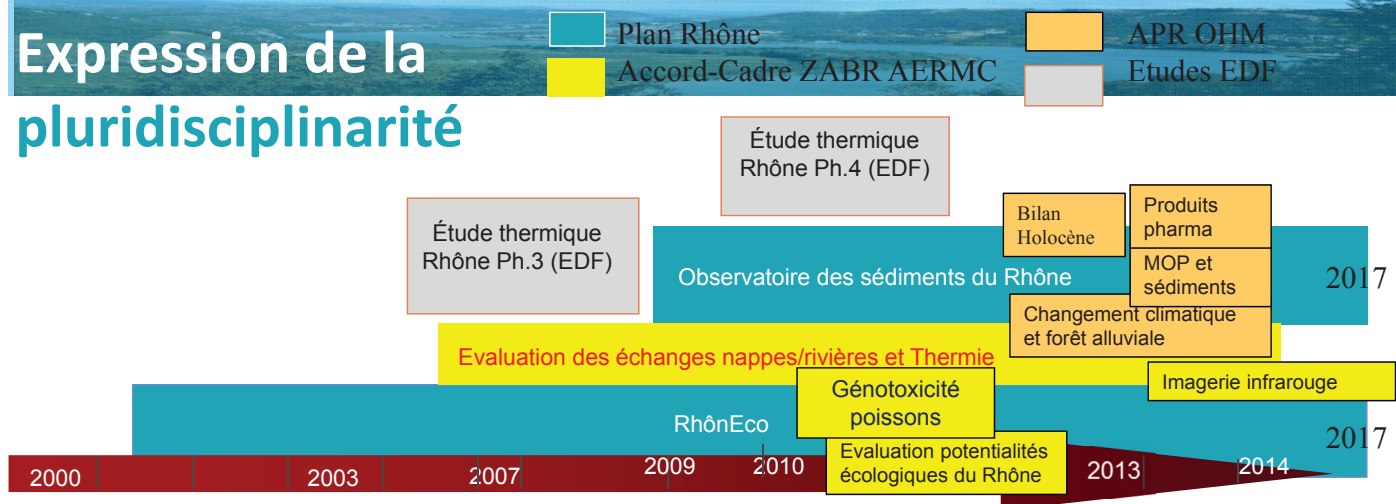 Expression de la
pluridisciplinarité
Plan Rhône
Accord-Cadre ZABR AERMC
APR OHM
Etudes EDF
Étude thermique
Rhône Ph.4 (EDF)
Étude thermique
Rhône Ph.3 (EDF)
Bilan
Holocène
Produits
pharma
Observatoire des sédiments du Rhône
MOP et
sédiments
2017
Changement climatique
et forêt alluviale
Evaluation des échanges nappes/rivières et Thermie
Imagerie infrarouge
Génotoxicité
poissons
RhônEco
2017
Evaluation potentialités
écologiques du Rhône
2000
2003
2007
2009
2010
2013
2014